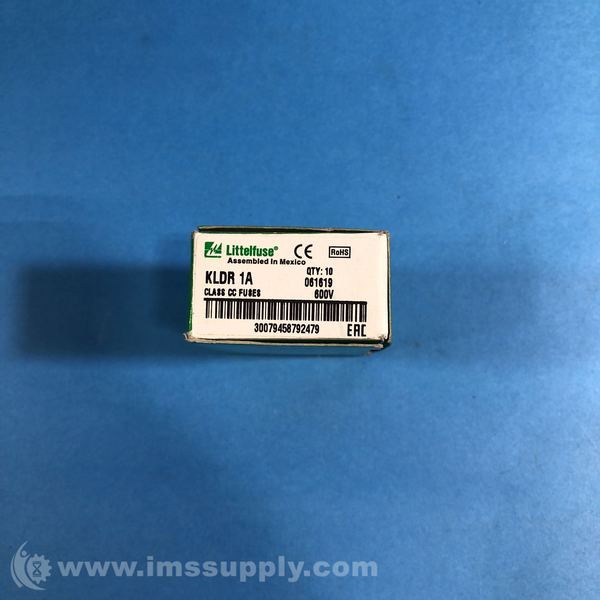 Littelfuse® CE RoHS
Assembled in Mexico
QTY: 10
KLDR 1A 061619
CLASS CC FUSES 600V
30079458792479 EAC
www.imssupply.com